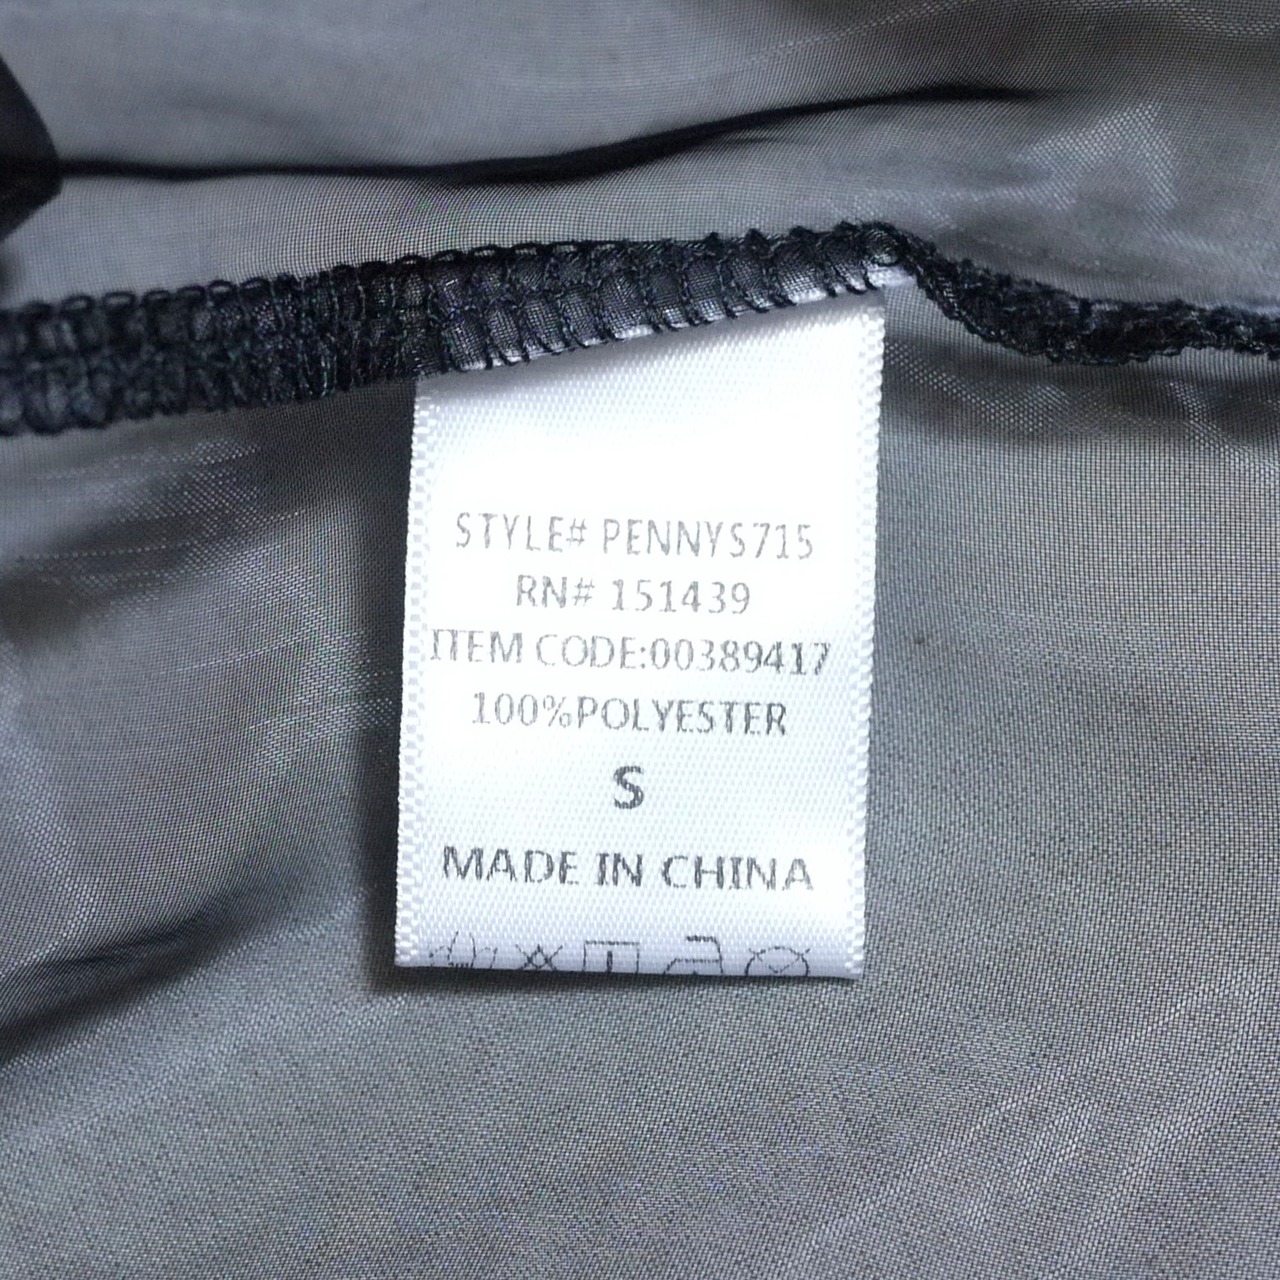 STYLE# PENNYS715
RN# 151439
ITEM CODE:00389417
100%POLYESTER
S
MADE IN CHINA